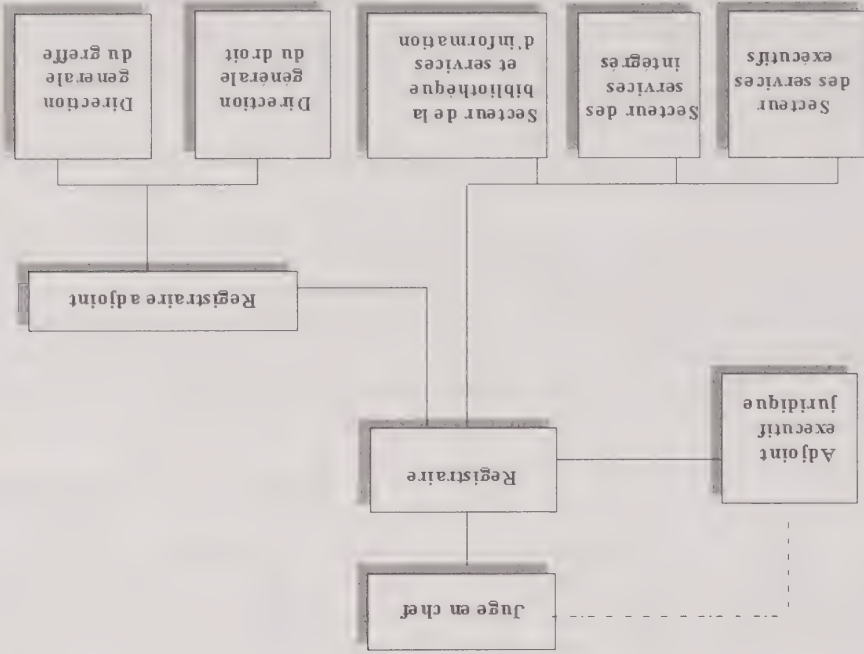 Juge en chef
Registraire
Adjoint
executif
juridique
Registraire adjoint
Secteur
des services
exécutifs
Secteur des
services
intégrés
Secteur de la
bibliothèque
et services
d'information
Direction
générale
du droit
Direction
generale
du greffe